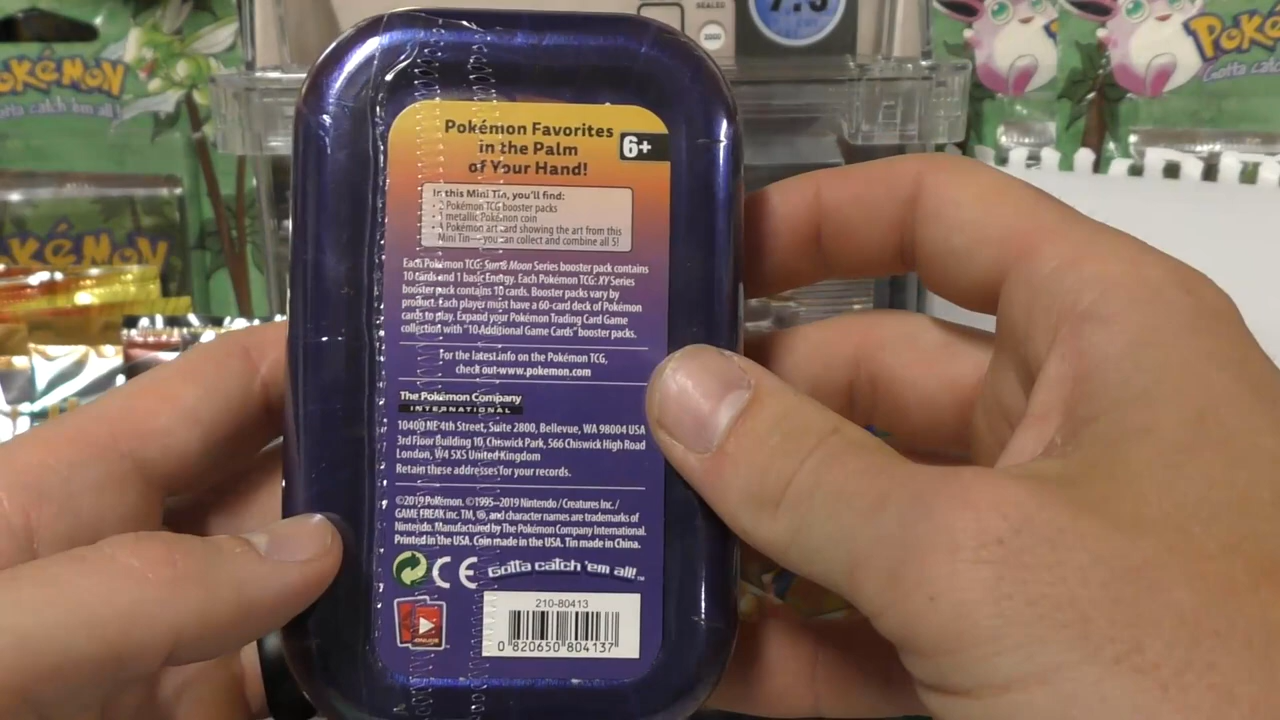 POKÉMON
Gotta catch 'em all!
SEALED
7.5
Poké
Gotta catch 'em
POKÉMON
Pokémon Favorites
in the Palm
of Your Hand!
6+
In this Mini Tin, you'll find:
• 2 Pokémon TCG booster packs
• 1 metallic Pokémon coin
• 1 Pokémon art card showing the art from this
Mini Tin—you can collect and combine all 5!
Each Pokémon TCG: Sun & Moon Series booster pack contains
10 cards and 1 basic Energy. Each Pokémon TCG: XY Series
booster pack contains 10 cards. Booster packs vary by
product. Each player must have a 60-card deck of Pokémon
cards to play. Expand your Pokémon Trading Card Game
collection with "10 Additional Game Cards" booster packs.
For the latest info on the Pokémon TCG,
check out www.pokemon.com
The Pokémon Company
INTERNATIONAL
10400 NE 4th Street, Suite 2800, Bellevue, WA 98004 USA
3rd Floor Building 10, Chiswick Park, 566 Chiswick High Road
London, W4 5XS United Kingdom
Retain these addresses for your records.
©2019 Pokémon. ©1995–2019 Nintendo / Creatures Inc. /
GAME FREAK inc. TM, ®, and character names are trademarks of
Nintendo. Manufactured by The Pokémon Company International.
Printed in the USA. Coin made in the USA. Tin made in China.
CE Gotta catch 'em all!™
210-80413
0 820650 804137